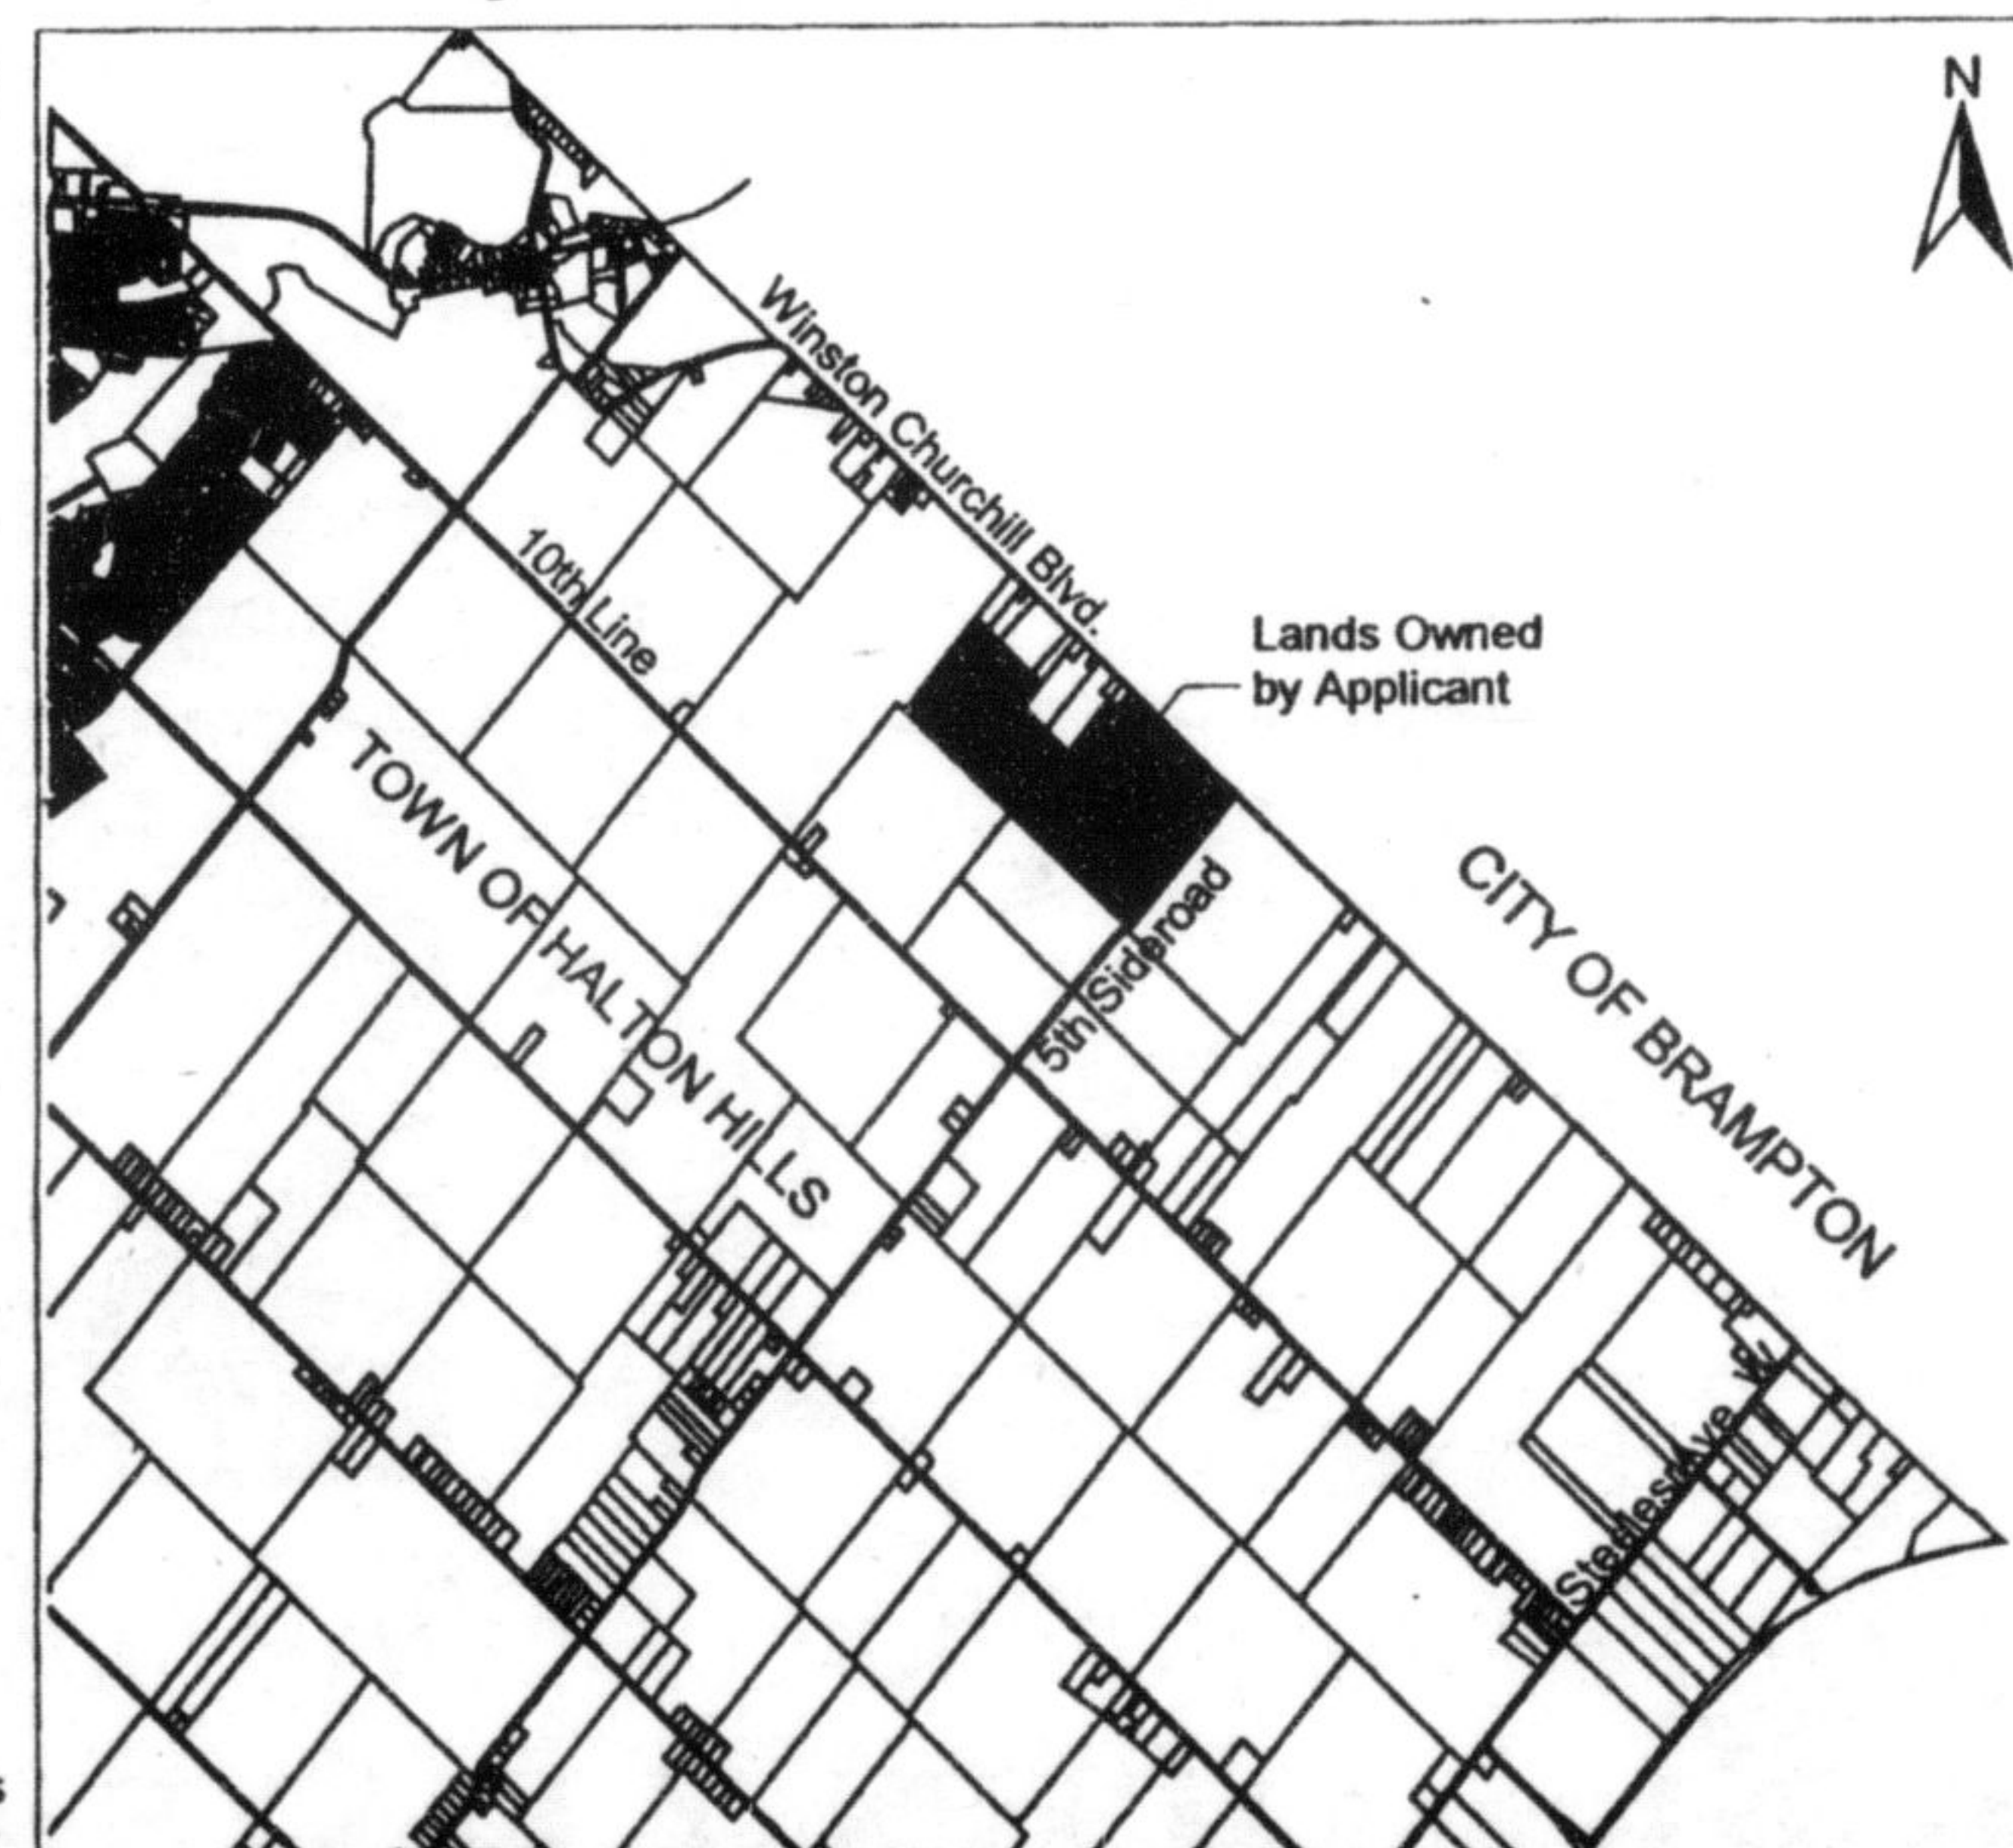 N
Winston Churchill Blvd.
10th Line
Lands Owned
by Applicant
TOWN OF HALTON HILLS
5th Sideroad
CITY OF BRAMPTON
Steeles Ave W